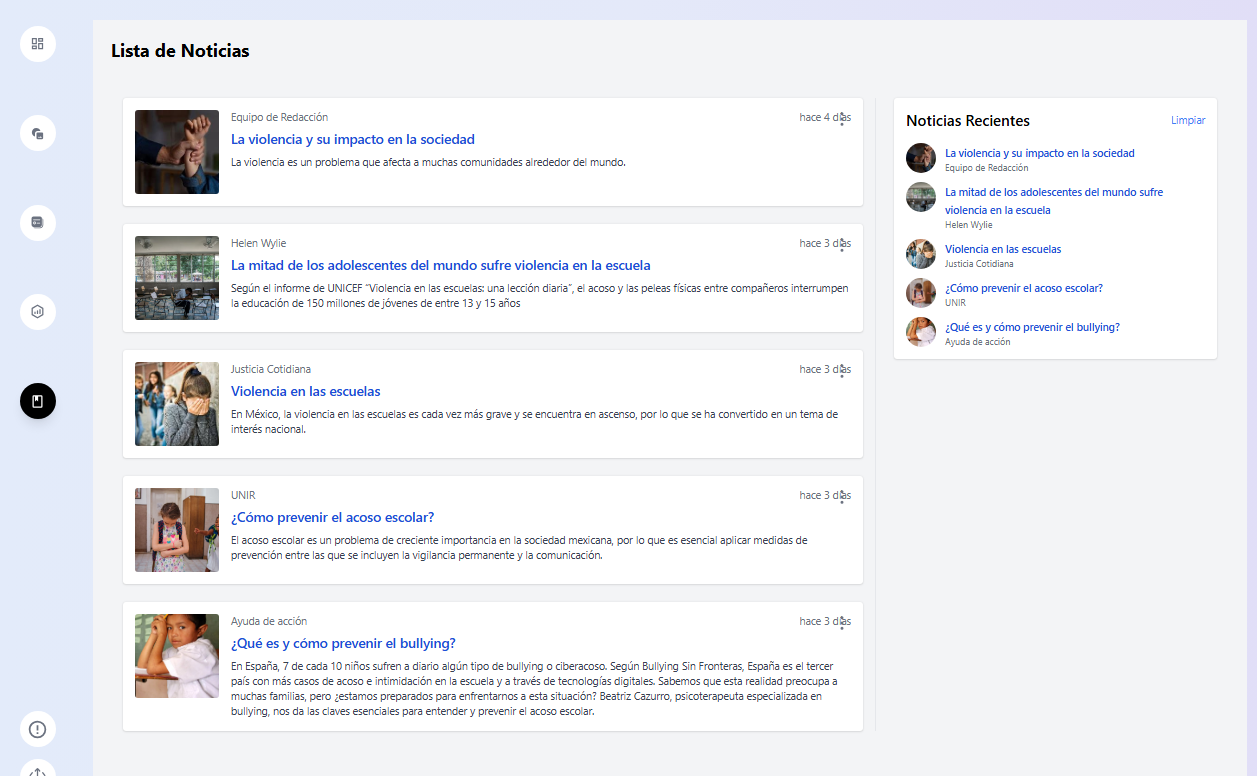 Lista de Noticias
Equipo de Redacción
hace 4 días
La violencia y su impacto en la sociedad
La violencia es un problema que afecta a muchas comunidades alrededor del mundo.
Helen Wylie
hace 3 días
La mitad de los adolescentes del mundo sufre violencia en la escuela
Según el informe de UNICEF “Violencia en las escuelas: una lección diaria”, el acoso y las peleas físicas entre compañeros interrumpen
la educación de 150 millones de jóvenes de entre 13 y 15 años
Justicia Cotidiana
hace 3 días
Violencia en las escuelas
En México, la violencia en las escuelas es cada vez más grave y se encuentra en ascenso, por lo que se ha convertido en un tema de
interés nacional.
UNIR
hace 3 días
¿Cómo prevenir el acoso escolar?
El acoso escolar es un problema de creciente importancia en la sociedad mexicana, por lo que es esencial aplicar medidas de
prevención entre las que se incluyen la vigilancia permanente y la comunicación.
Ayuda de acción
hace 3 días
¿Qué es y cómo prevenir el bullying?
En España, 7 de cada 10 niños sufren a diario algún tipo de bullying o ciberacoso. Según Bullying Sin Fronteras, España es el tercer
país con más casos de acoso e intimidación en la escuela y a través de tecnologías digitales. Sabemos que esta realidad preocupa a
muchas familias, pero ¿estamos preparados para enfrentarnos a esta situación? Beatriz Cazurro, psicoterapeuta especializada en
bullying, nos da las claves esenciales para entender y prevenir el acoso escolar.
Noticias Recientes
Limpiar
La violencia y su impacto en la sociedad
Equipo de Redacción
La mitad de los adolescentes del mundo sufre
violencia en la escuela
Helen Wylie
Violencia en las escuelas
Justicia Cotidiana
¿Cómo prevenir el acoso escolar?
UNIR
¿Qué es y cómo prevenir el bullying?
Ayuda de acción